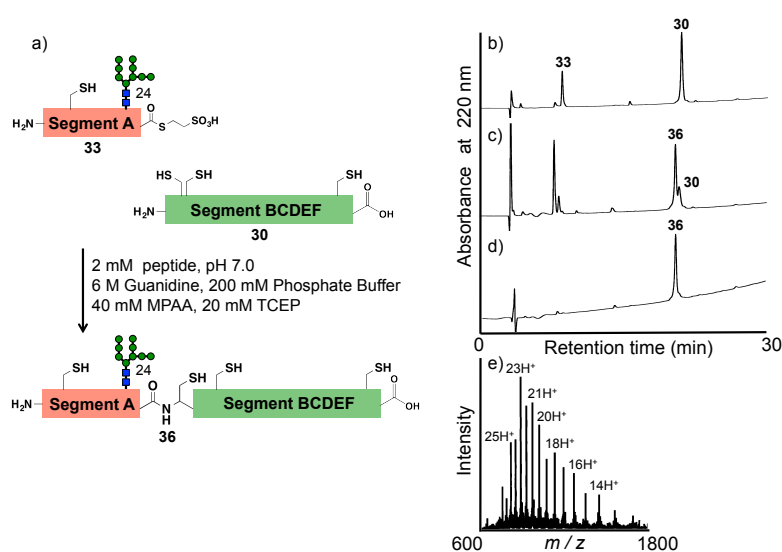 a)
SH
24
H₂N
Segment A
O
S
SO₃H
33
HS SH
SH
O
H₂N
Segment BCDEF
OH
30
2 mM peptide, pH 7.0
6 M Guanidine, 200 mM Phosphate Buffer
40 mM MPAA, 20 mM TCEP
SH
24
SH
SH
SH
O
O
H₂N
Segment A
N
H
Segment BCDEF
OH
36
Absorbance at 220 nm
b)
33
30
c)
36
30
d)
36
0
Retention time (min)
30
e)
Intensity
23H⁺
21H⁺
20H⁺
25H⁺
18H⁺
16H⁺
14H⁺
600
m / z
1800